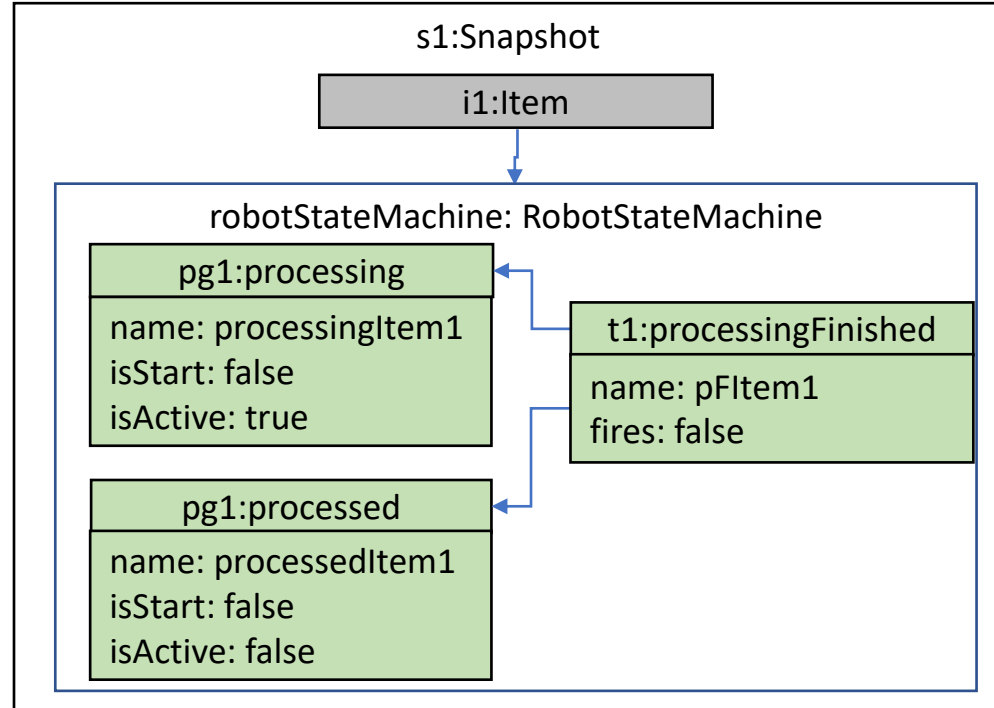 s1:Snapshot
i1:Item
robotStateMachine: RobotStateMachine
pg1:processing
name: processingItem1
isStart: false
isActive: true
t1:processingFinished
name: pFItem1
fires: false
pg1:processed
name: processedItem1
isStart: false
isActive: false